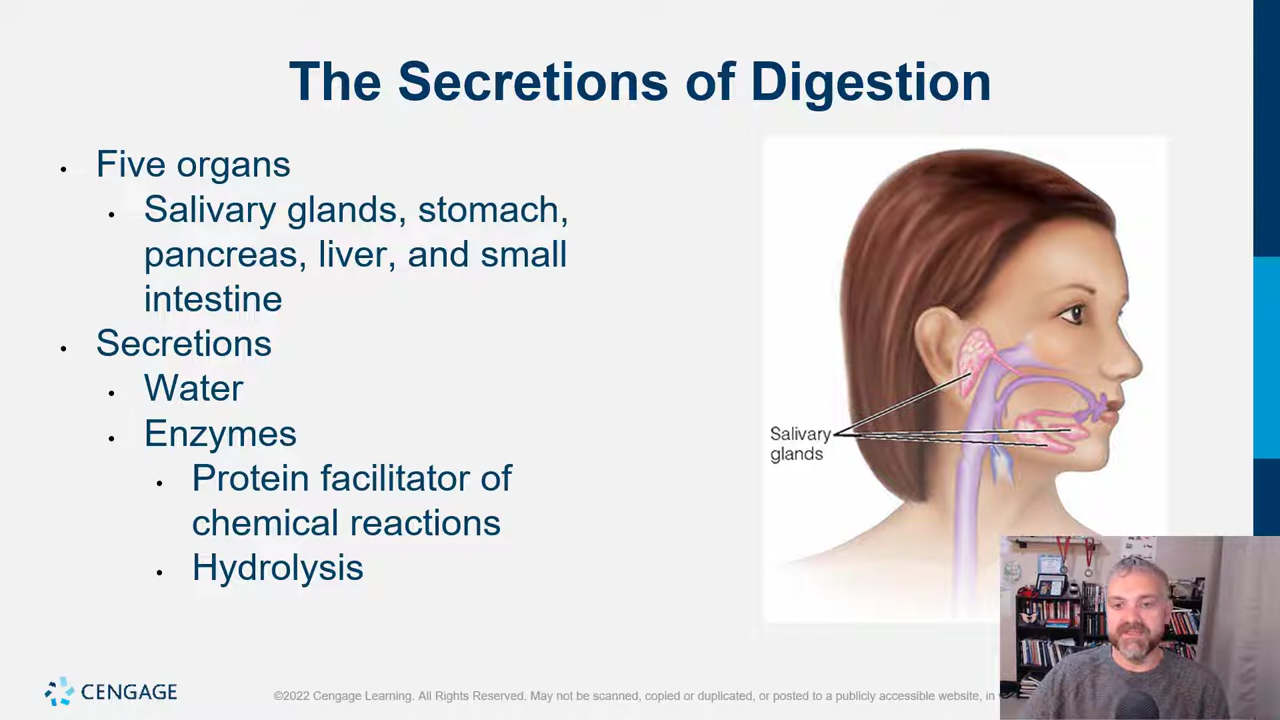 The Secretions of Digestion
• Five organs
• Salivary glands, stomach,
pancreas, liver, and small
intestine
• Secretions
• Water
• Enzymes
• Protein facilitator of
chemical reactions
• Hydrolysis
Salivary
glands
CENGAGE
©2022 Cengage Learning. All Rights Reserved. May not be scanned, copied or duplicated, or posted to a publicly accessible website, in